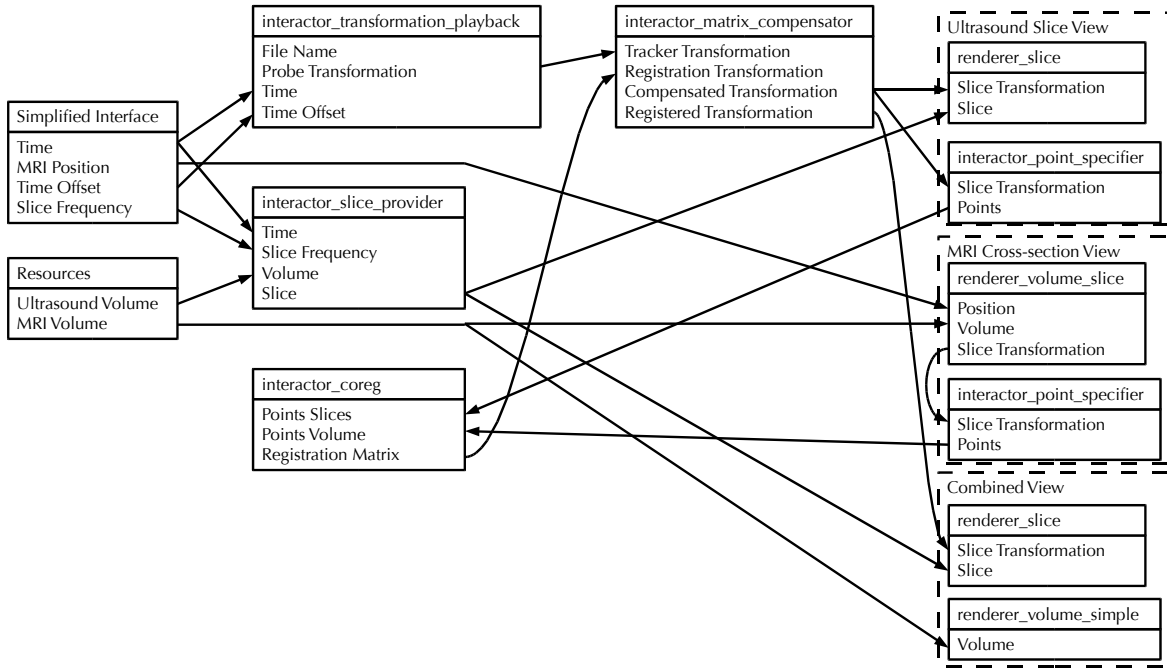 interactor_transformation_playback
File Name
Probe Transformation
Time
Time Offset
interactor_matrix_compensator
Tracker Transformation
Registration Transformation
Compensated Transformation
Registered Transformation
Ultrasound Slice View
renderer_slice
Slice Transformation
Slice
interactor_point_specifier
Slice Transformation
Points
Simplified Interface
Time
MRI Position
Time Offset
Slice Frequency
interactor_slice_provider
Time
Slice Frequency
Volume
Slice
Resources
Ultrasound Volume
MRI Volume
MRI Cross-section View
renderer_volume_slice
Position
Volume
Slice Transformation
interactor_point_specifier
Slice Transformation
Points
interactor_coreg
Points Slices
Points Volume
Registration Matrix
Combined View
renderer_slice
Slice Transformation
Slice
renderer_volume_simple
Volume